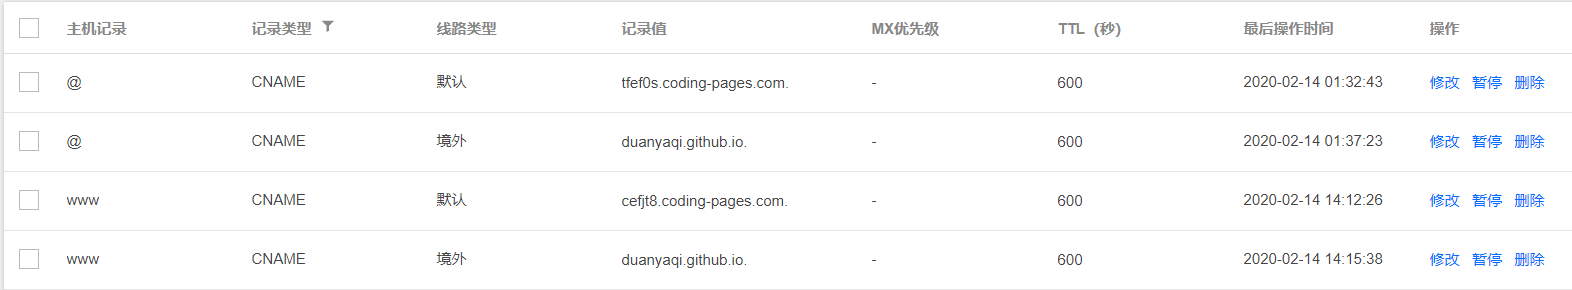 主机记录 记录类型 线路类型 记录值 MX优先级 TTL (秒) 最后操作时间 操作
@ CNAME 默认 tfef0s.coding-pages.com. - 600 2020-02-14 01:32:43 修改 暂停 删除
@ CNAME 境外 duanyaqi.github.io. - 600 2020-02-14 01:37:23 修改 暂停 删除
www CNAME 默认 cefjt8.coding-pages.com. - 600 2020-02-14 14:12:26 修改 暂停 删除
www CNAME 境外 duanyaqi.github.io. - 600 2020-02-14 14:15:38 修改 暂停 删除